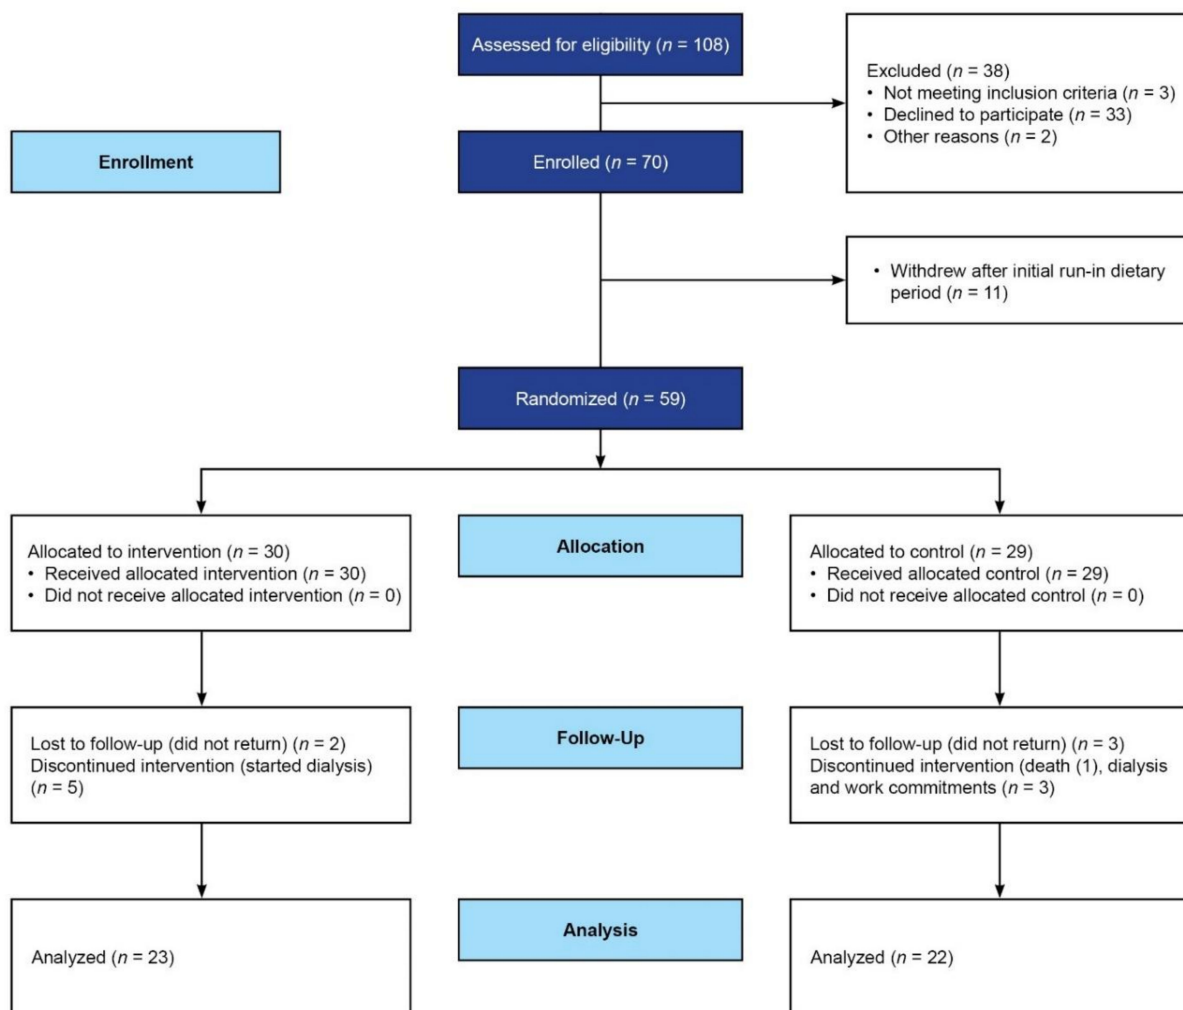 Assessed for eligibility (n = 108)
Excluded (n = 38)
• Not meeting inclusion criteria (n = 3)
• Declined to participate (n = 33)
• Other reasons (n = 2)
Enrollment
Enrolled (n = 70)
• Withdrew after initial run-in dietary
period (n = 11)
Randomized (n = 59)
Allocated to intervention (n = 30)
• Received allocated intervention (n = 30)
• Did not receive allocated intervention (n = 0)
Allocation
Allocated to control (n = 29)
• Received allocated control (n = 29)
• Did not receive allocated control (n = 0)
Lost to follow-up (did not return) (n = 2)
Discontinued intervention (started dialysis)
(n = 5)
Follow-Up
Lost to follow-up (did not return) (n = 3)
Discontinued intervention (death (1), dialysis
and work commitments (n = 3)
Analyzed (n = 23)
Analysis
Analyzed (n = 22)